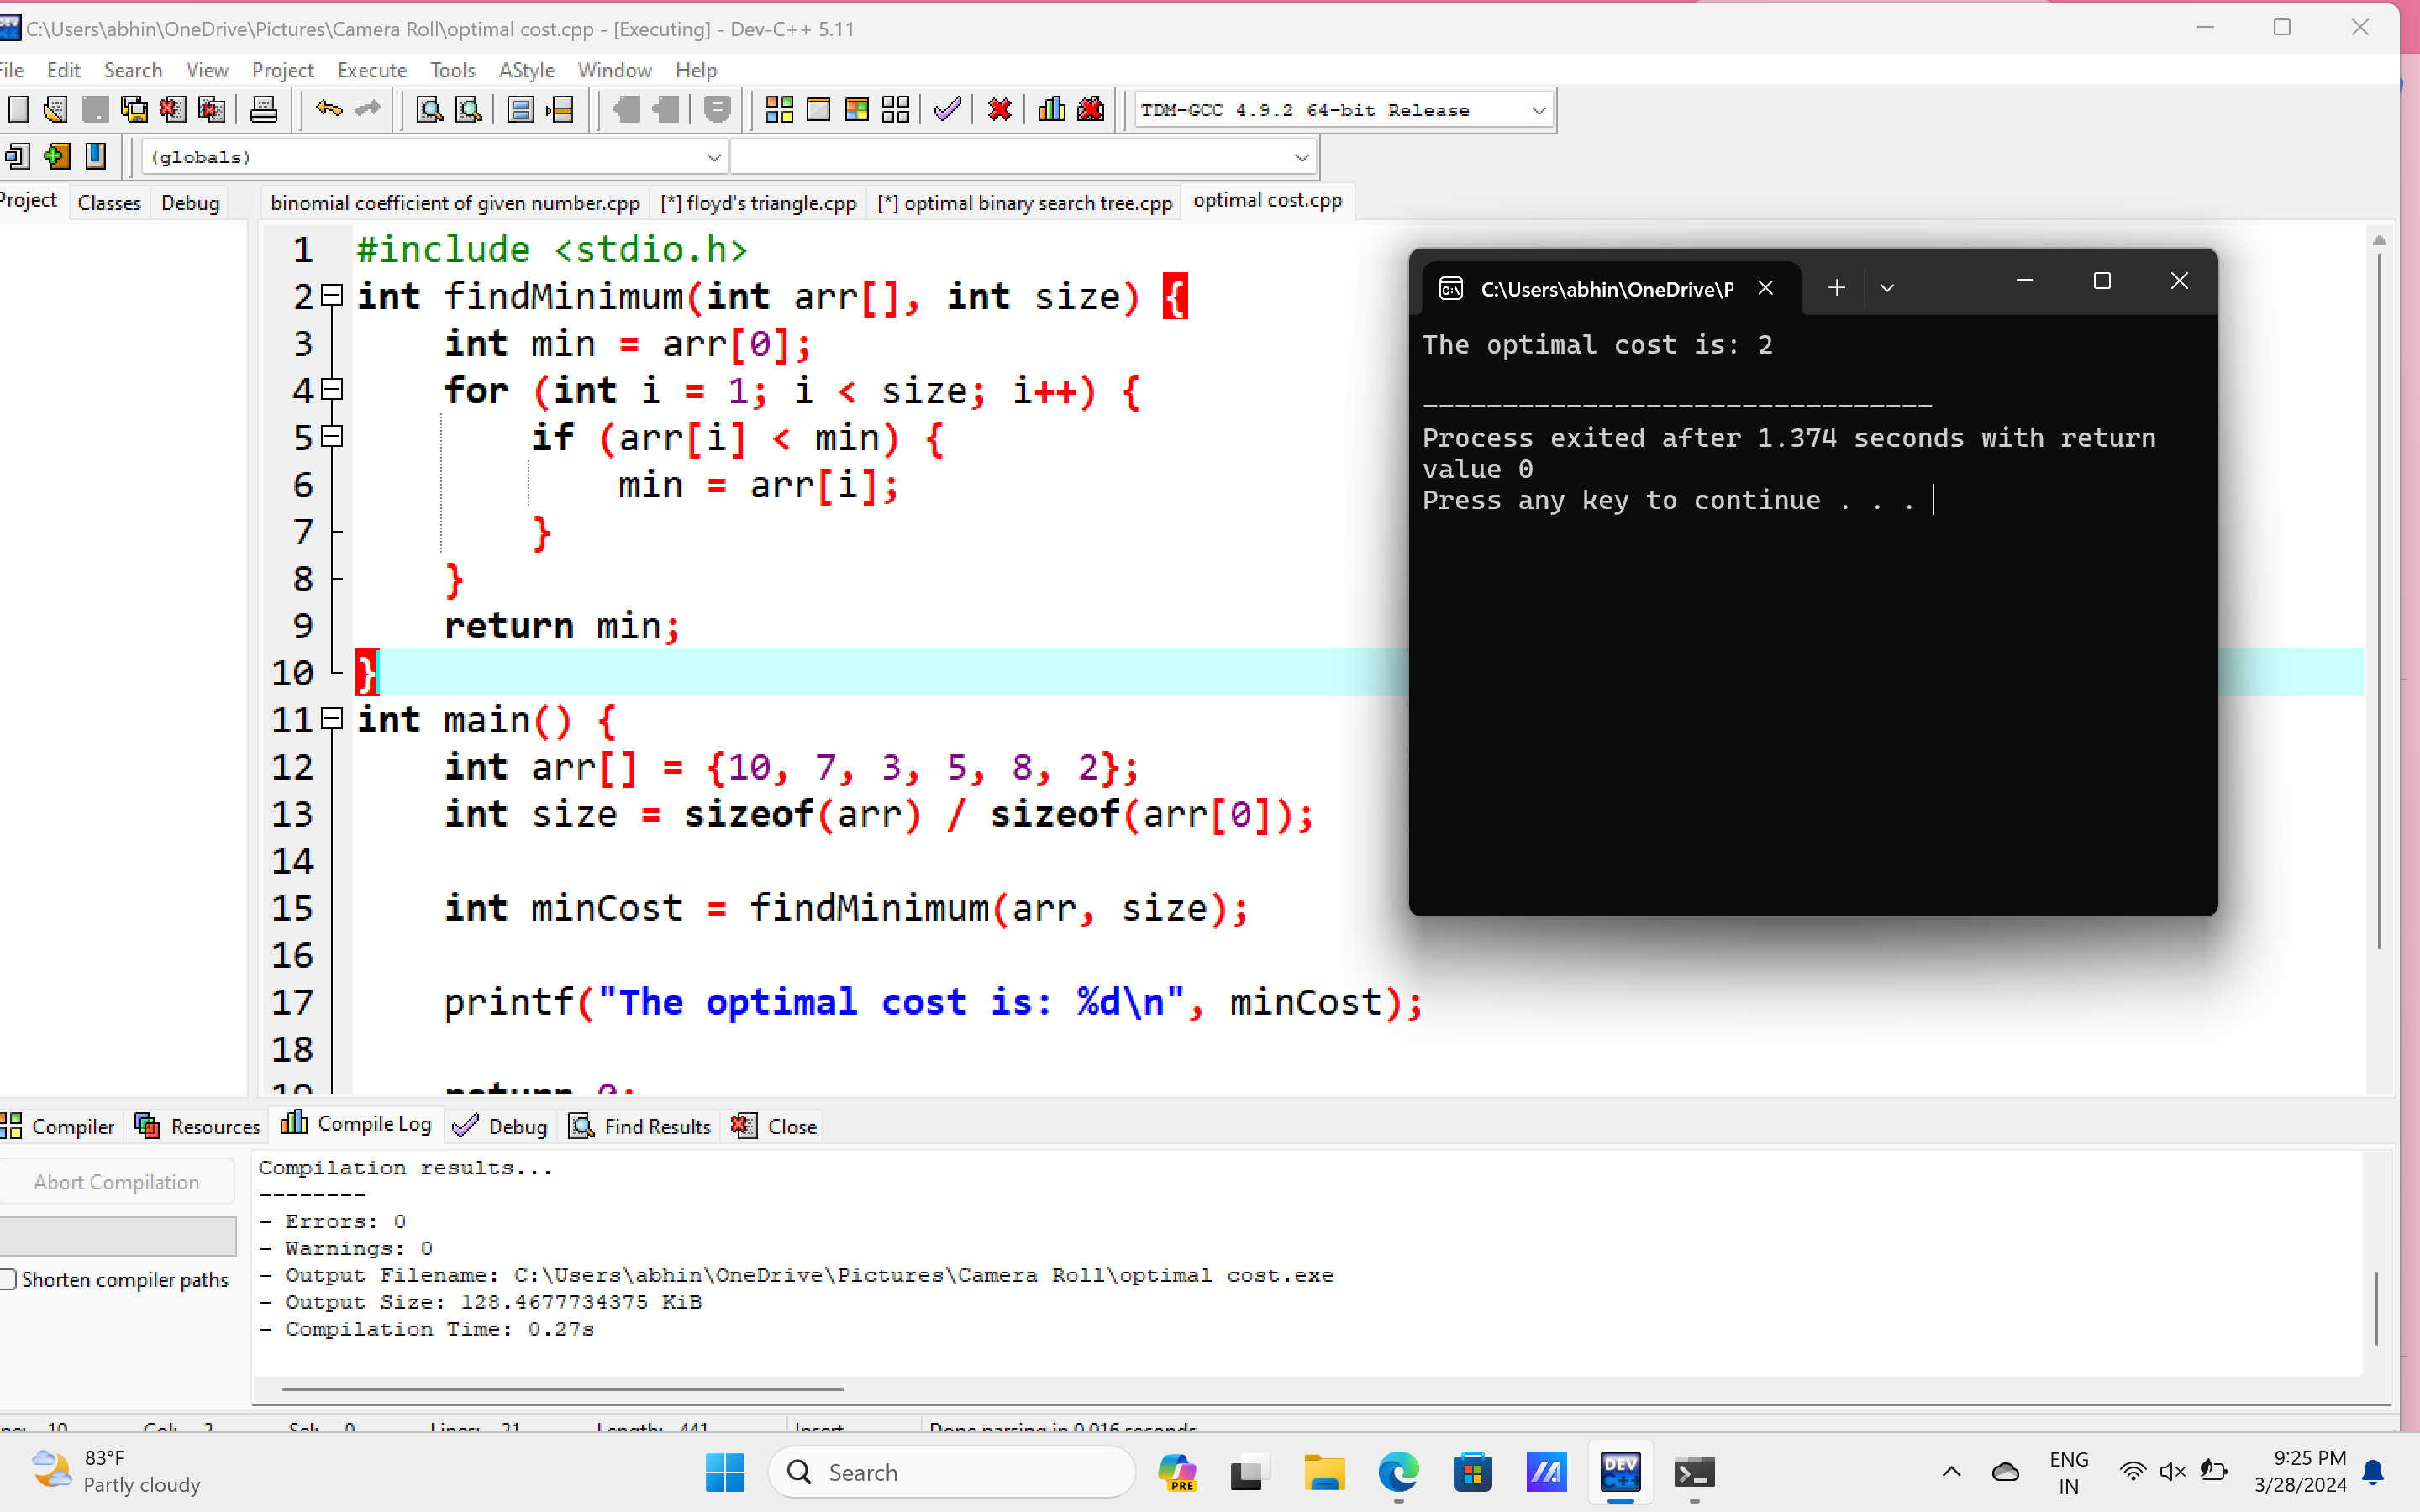 C:\Users\abhin\OneDrive\Pictures\Camera Roll\optimal cost.cpp - [Executing] - Dev-C++ 5.11
File Edit Search View Project Execute Tools AStyle Window Help
TDM-GCC 4.9.2 64-bit Release
(globals)
Project Classes Debug
binomial coefficient of given number.cpp [*] floyd's triangle.cpp [*] optimal binary search tree.cpp optimal cost.cpp
1 #include <stdio.h>
2 int findMinimum(int arr[], int size) {
3 int min = arr[0];
4 for (int i = 1; i < size; i++) {
5 if (arr[i] < min) {
6 min = arr[i];
7 }
8 }
9 return min;
10 }
11 int main() {
12 int arr[] = {10, 7, 3, 5, 8, 2};
13 int size = sizeof(arr) / sizeof(arr[0]);
14
15 int minCost = findMinimum(arr, size);
16
17 printf("The optimal cost is: %d\n", minCost);
18
19 return 0;
C:\Users\abhin\OneDrive\P
The optimal cost is: 2
--------------------------------
Process exited after 1.374 seconds with return
value 0
Press any key to continue . . .
Compiler Resources Compile Log Debug Find Results Close
Abort Compilation
Shorten compiler paths
Compilation results...
--------
- Errors: 0
- Warnings: 0
- Output Filename: C:\Users\abhin\OneDrive\Pictures\Camera Roll\optimal cost.exe
- Output Size: 128.4677734375 KiB
- Compilation Time: 0.27s
10 Col: 2 Sel: 0 Lines: 21 Length: 441 Insert Done parsing in 0.016 seconds
83°F
Partly cloudy
Search
PRE
DEV C++
ENG
IN
9:25 PM
3/28/2024